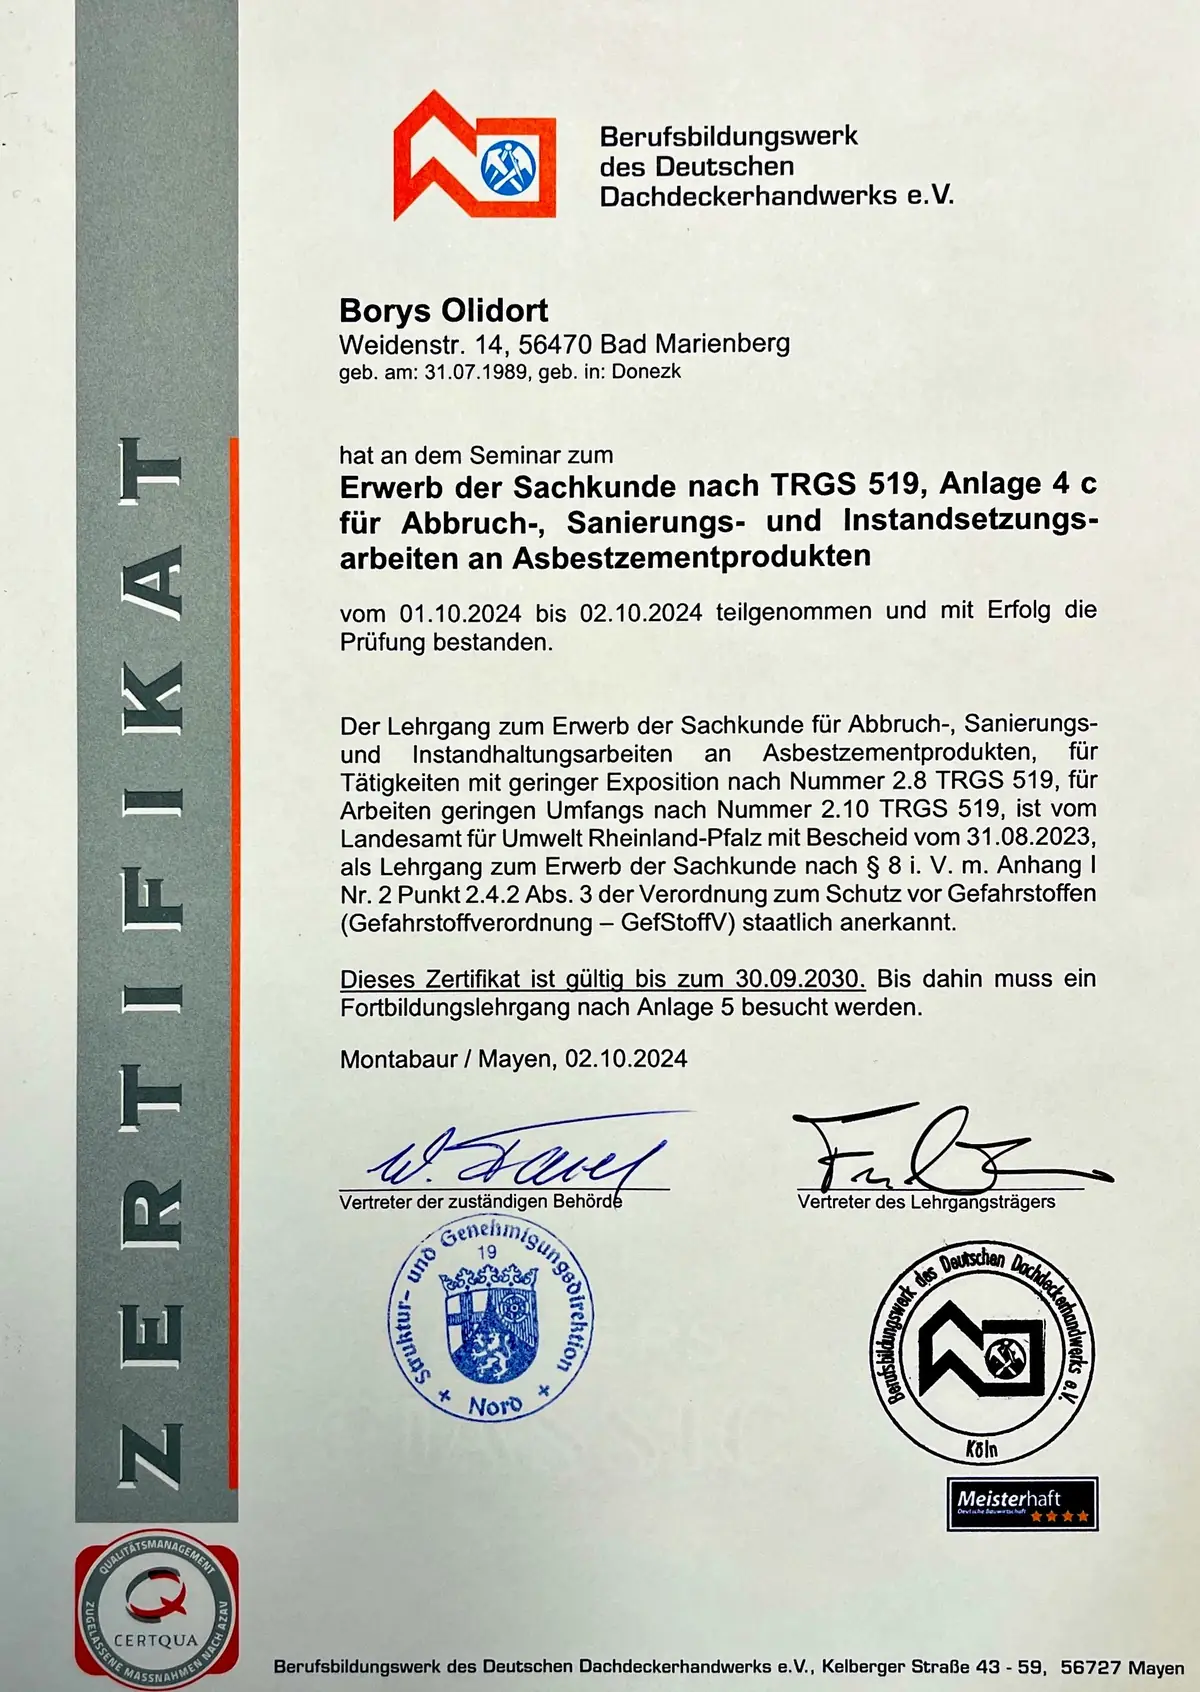 Berufsbildungswerk
des Deutschen
Dachdeckerhandwerks e.V.
ZERTIFIKAT
Borys Olidort
Weidenstr. 14, 56470 Bad Marienberg
geb. am: 31.07.1989, geb. in: Donezk
hat an dem Seminar zum
Erwerb der Sachkunde nach TRGS 519, Anlage 4 c
für Abbruch-, Sanierungs- und Instandsetzungs-
arbeiten an Asbestzementprodukten
vom 01.10.2024 bis 02.10.2024 teilgenommen und mit Erfolg die
Prüfung bestanden.
Der Lehrgang zum Erwerb der Sachkunde für Abbruch-, Sanierungs-
und Instandhaltungsarbeiten an Asbestzementprodukten, für
Tätigkeiten mit geringer Exposition nach Nummer 2.8 TRGS 519, für
Arbeiten geringen Umfangs nach Nummer 2.10 TRGS 519, ist vom
Landesamt für Umwelt Rheinland-Pfalz mit Bescheid vom 31.08.2023,
als Lehrgang zum Erwerb der Sachkunde nach § 8 i. V. m. Anhang I
Nr. 2 Punkt 2.4.2 Abs. 3 der Verordnung zum Schutz vor Gefahrstoffen
(Gefahrstoffverordnung – GefStoffV) staatlich anerkannt.
Dieses Zertifikat ist gültig bis zum 30.09.2030. Bis dahin muss ein
Fortbildungslehrgang nach Anlage 5 besucht werden.
Montabaur / Mayen, 02.10.2024
Vertreter der zuständigen Behörde
Vertreter des Lehrgangsträgers
Struktur- und Genehmigungsdirektion
19
Nord
Berufsbildungswerk des Deutschen Dachdeckerhandwerks e.V.
Köln
Meisterhaft
Deutsche Bauwirtschaft
QUALITÄTSMANAGEMENT
CERTQUA
ZUGELASSENE MASSNAHMEN NACH AZAV
Berufsbildungswerk des Deutschen Dachdeckerhandwerks e.V., Kelberger Straße 43 - 59, 56727 Mayen